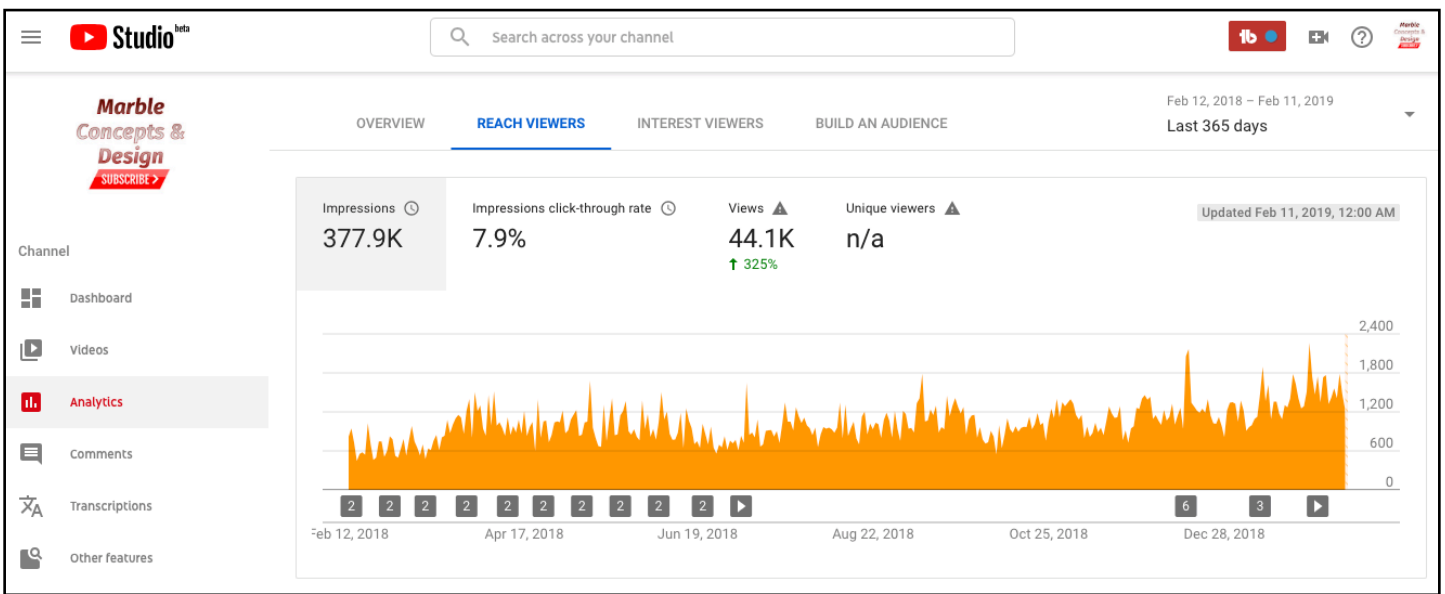 Studio beta
Search across your channel
Marble
Concepts &
Design
SUBSCRIBE >
OVERVIEW
REACH VIEWERS
INTEREST VIEWERS
BUILD AN AUDIENCE
Feb 12, 2018 – Feb 11, 2019
Last 365 days
Impressions
377.9K
Impressions click-through rate
7.9%
Views
44.1K
325%
Unique viewers
n/a
Updated Feb 11, 2019, 12:00 AM
Channel
Dashboard
Videos
Analytics
Comments
Transcriptions
Other features
2,400
1,800
1,200
600
0
2 2 2 2 2 2 2 2 2 2 6 3
Feb 12, 2018 Apr 17, 2018 Jun 19, 2018 Aug 22, 2018 Oct 25, 2018 Dec 28, 2018